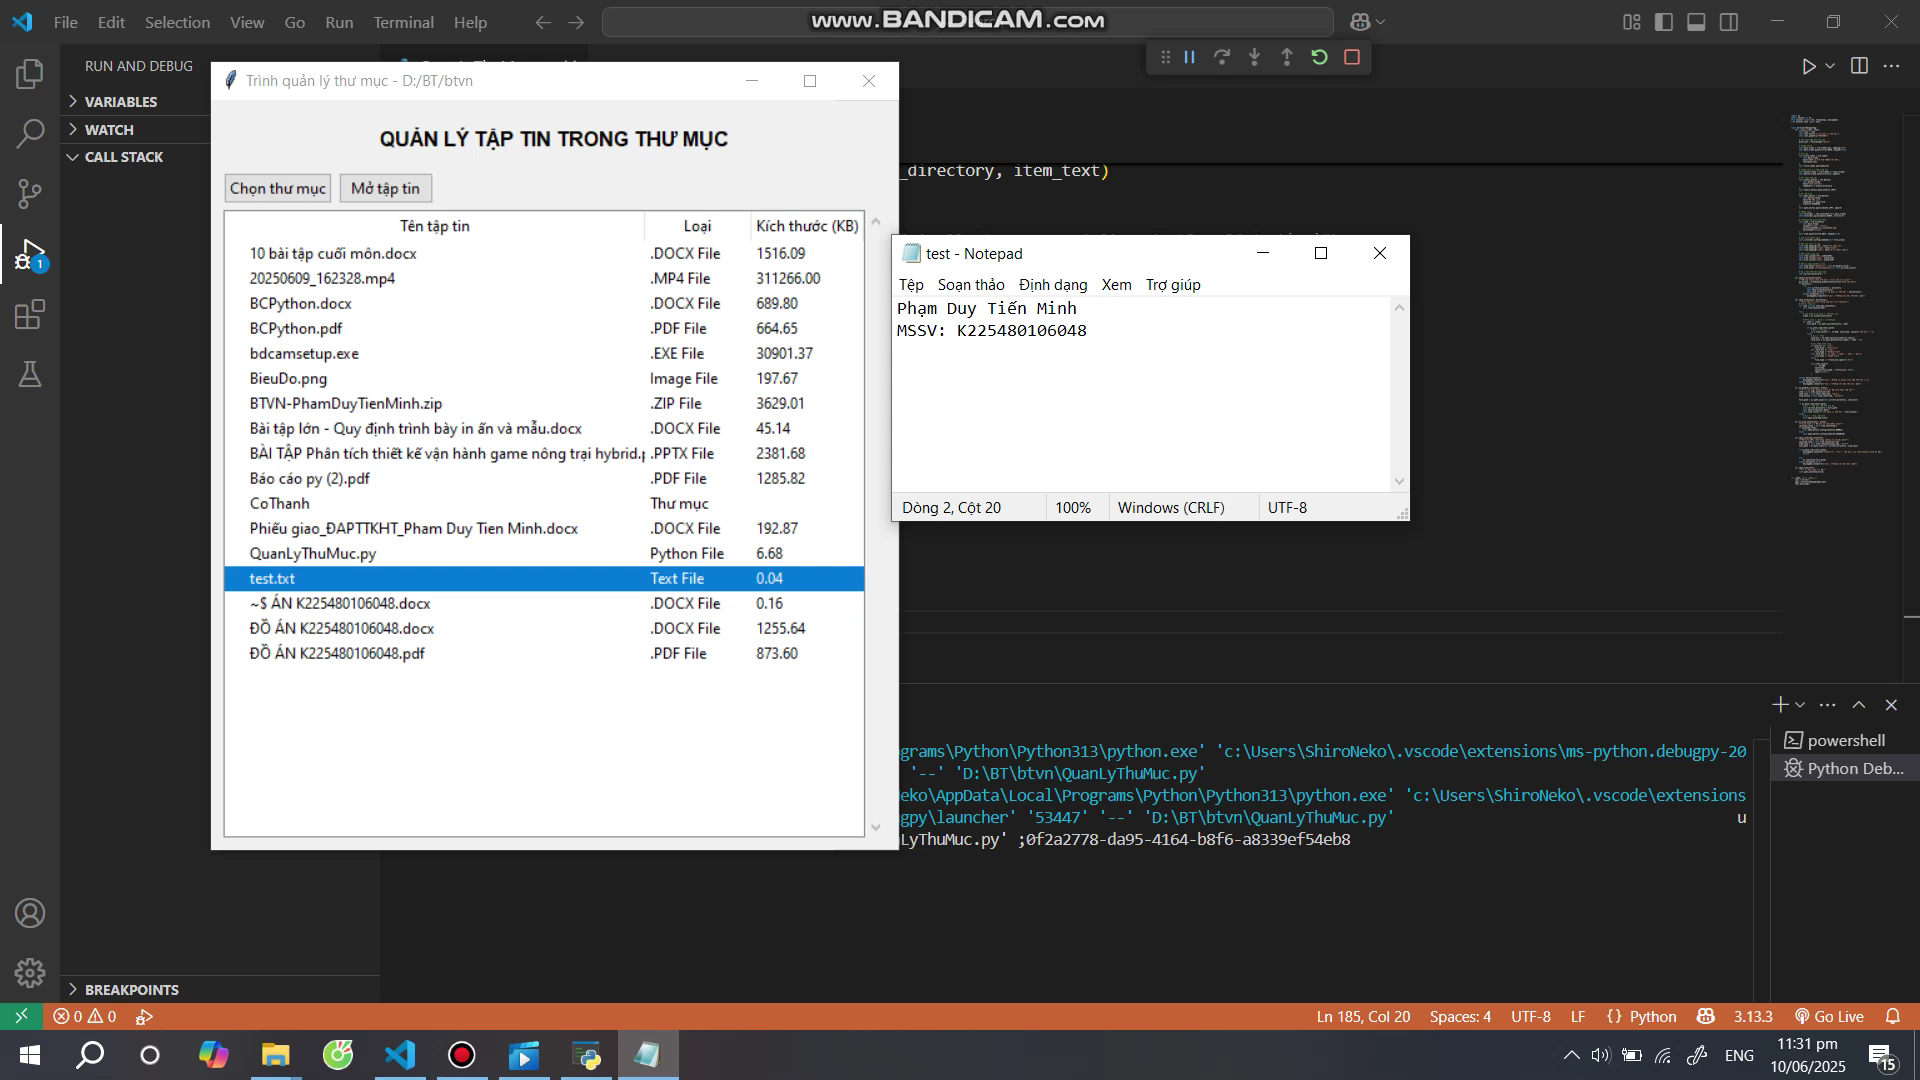 File Edit Selection View Go Run Terminal Help
www.BANDICAM.com
RUN AND DEBUG
VARIABLES
WATCH
CALL STACK
BREAKPOINTS
1
Trình quản lý thư mục - D:/BT/btvn
QUẢN LÝ TẬP TIN TRONG THƯ MỤC
Chọn thư mục Mở tập tin
Tên tập tin Loại Kích thước (KB)
10 bài tập cuối môn.docx .DOCX File 1516.09
20250609_162328.mp4 .MP4 File 311266.00
BCPython.docx .DOCX File 689.80
BCPython.pdf .PDF File 664.65
bdcamsetup.exe .EXE File 30901.37
BieuDo.png Image File 197.67
BTVN-PhamDuyTienMinh.zip .ZIP File 3629.01
Bài tập lớn - Quy định trình bày in ấn và mẫu.docx .DOCX File 45.14
BÀI TẬP Phân tích thiết kế vận hành game nông trại hybrid.p .PPTX File 2381.68
Báo cáo py (2).pdf .PDF File 1285.82
CoThanh Thư mục
Phiếu giao_ĐAPTTKHT_Pham Duy Tien Minh.docx .DOCX File 192.87
QuanLyThuMuc.py Python File 6.68
test.txt Text File 0.04
~$ ÁN K225480106048.docx .DOCX File 0.16
ĐỒ ÁN K225480106048.docx .DOCX File 1255.64
ĐỒ ÁN K225480106048.pdf .PDF File 873.60
_directory, item_text)
test - Notepad
Tệp Soạn thảo Định dạng Xem Trợ giúp
Phạm Duy Tiến Minh
MSSV: K225480106048
Dòng 2, Cột 20 100% Windows (CRLF) UTF-8
powershell
Python Deb...
grams\Python\Python313\python.exe' 'c:\Users\ShiroNeko\.vscode\extensions\ms-python.debugpy-20
'--' 'D:\BT\btvn\QuanLyThuMuc.py'
eko\AppData\Local\Programs\Python\Python313\python.exe' 'c:\Users\ShiroNeko\.vscode\extensions
gpy\launcher' '53447' '--' 'D:\BT\btvn\QuanLyThuMuc.py' u
LyThuMuc.py' ;0f2a2778-da95-4164-b8f6-a8339ef54eb8
0 0 Ln 185, Col 20 Spaces: 4 UTF-8 LF {} Python 3.13.3 Go Live
ENG 11:31 pm
10/06/2025 15